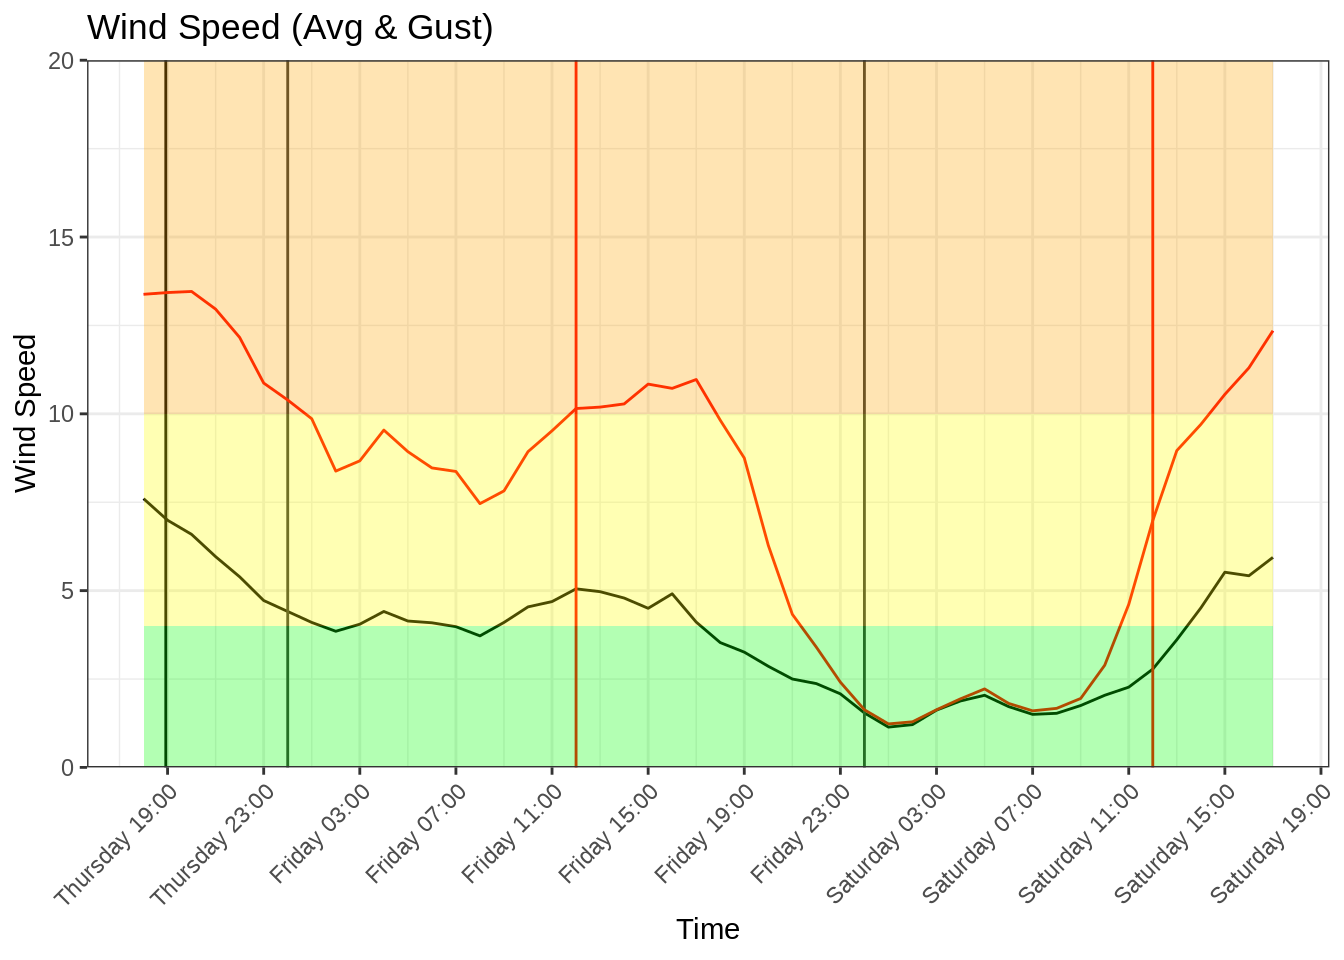 Wind Speed (Avg & Gust)
20
15
10
5
0
Wind Speed
Thursday 19:00
Thursday 23:00
Friday 03:00
Friday 07:00
Friday 11:00
Friday 15:00
Friday 19:00
Friday 23:00
Saturday 03:00
Saturday 07:00
Saturday 11:00
Saturday 15:00
Saturday 19:00
Time